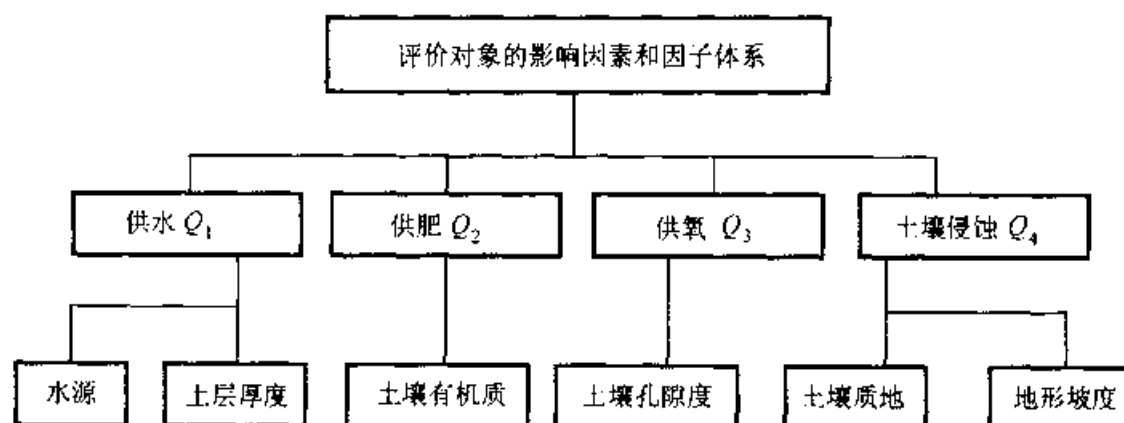 评价对象的影响因素和因子体系
供水 Q1
供肥 Q2
供氧 Q3
土壤侵蚀 Q4
水源
土层厚度
土壤有机质
土壤孔隙度
土壤质地
地形坡度